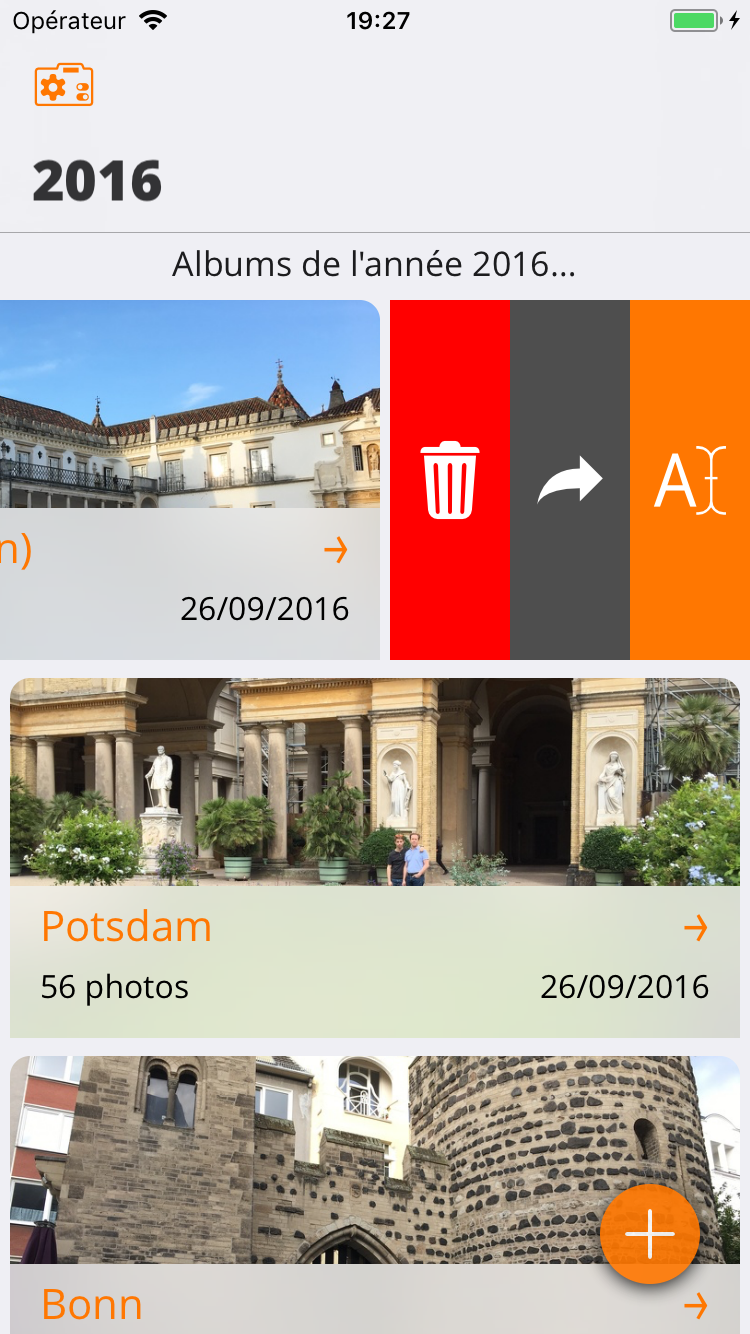 Opérateur 19:27
2016
Albums de l'année 2016...
n)
26/09/2016
A
Potsdam
56 photos 26/09/2016
Bonn